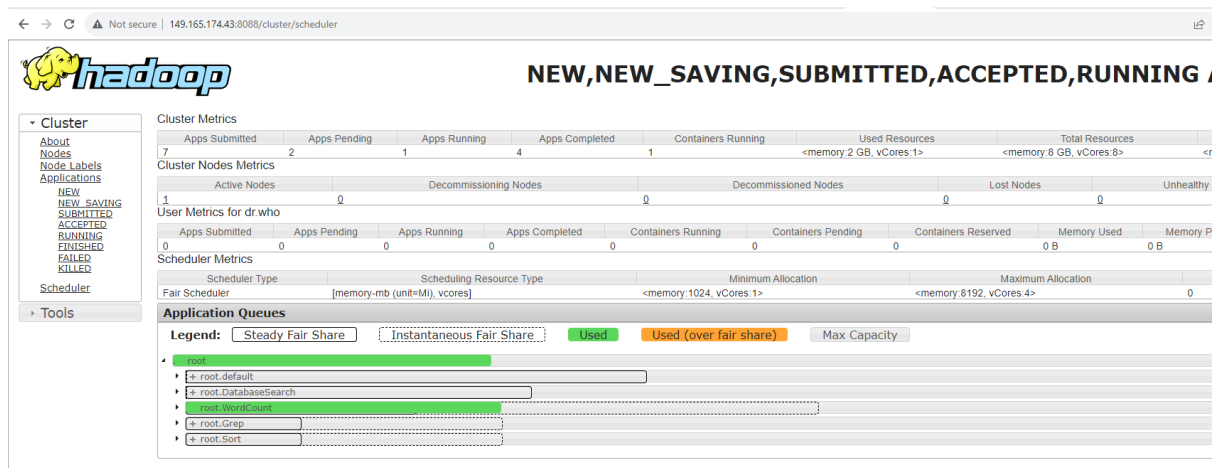 Not secure | 149.165.174.43:8088/cluster/scheduler
hadoop
NEW,NEW_SAVING,SUBMITTED,ACCEPTED,RUNNING
Cluster
About
Nodes
Node Labels
Applications
NEW
NEW_SAVING
SUBMITTED
ACCEPTED
RUNNING
FINISHED
FAILED
KILLED
Scheduler
Tools
Cluster Metrics
Apps Submitted Apps Pending Apps Running Apps Completed Containers Running Used Resources Total Resources
7 2 1 4 1 <memory:2 GB, vCores:1> <memory:8 GB, vCores:8>
Cluster Nodes Metrics
Active Nodes Decommissioning Nodes Decommissioned Nodes Lost Nodes Unhealthy
1 0 0 0 0
User Metrics for dr.who
Apps Submitted Apps Pending Apps Running Apps Completed Containers Running Containers Pending Containers Reserved Memory Used Memory P
0 0 0 0 0 0 0 0 B 0 B
Scheduler Metrics
Scheduler Type Scheduling Resource Type Minimum Allocation Maximum Allocation
Fair Scheduler [memory-mb (unit=Mi), vcores] <memory:1024, vCores:1> <memory:8192, vCores:4> 0
Application Queues
Legend: Steady Fair Share Instantaneous Fair Share Used Used (over fair share) Max Capacity
root
+ root.default
+ root.DatabaseSearch
root.WordCount
+ root.Grep
+ root.Sort